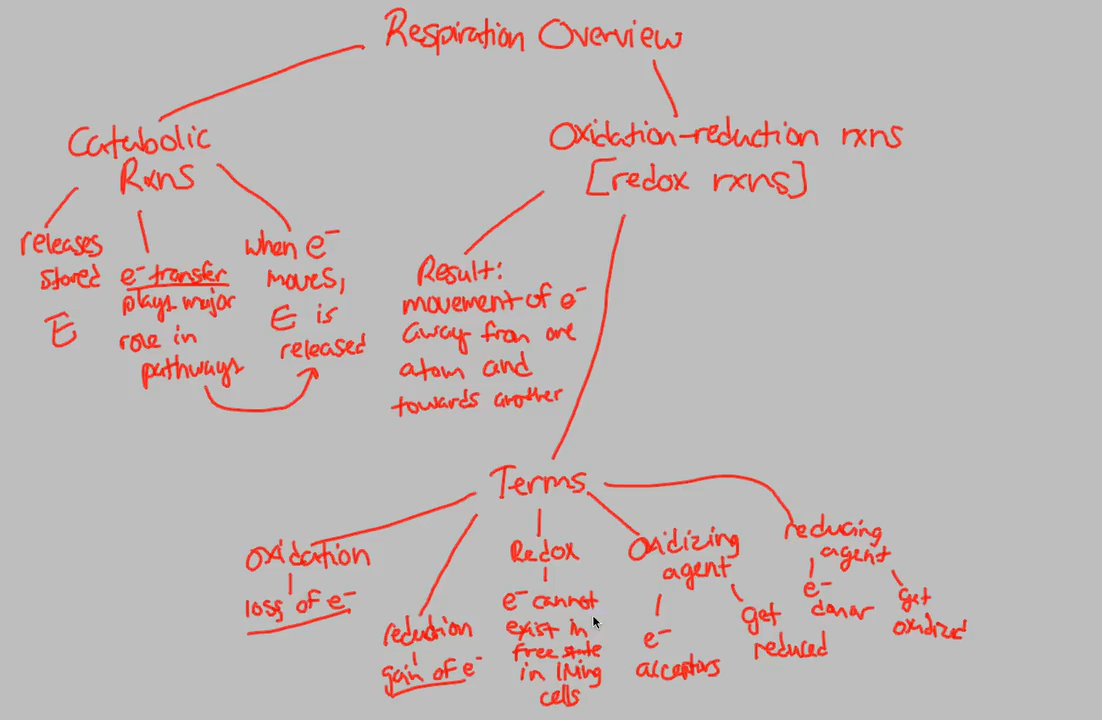 Respiration Overview
Catabolic
Rxns
releases
stored
E
e⁻ transfer
plays major
role in
pathways
when e⁻
moves,
E is
released
Oxidation-reduction rxns
[redox rxns]
Result:
movement of e⁻
away from one
atom and
towards another
Terms
oxidation
loss of e⁻
reduction
gain of e⁻
Redox
e⁻ cannot
exist in
free state
in living
cells
Oxidizing
agent
e⁻
acceptors
get
reduced
reducing
agent
e⁻
donar
get
oxidized